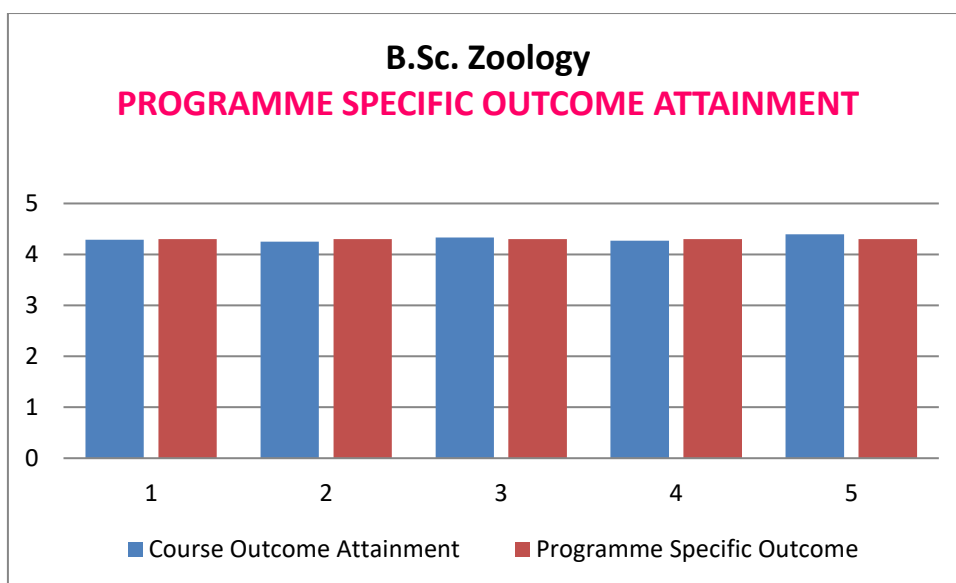 B.Sc. Zoology
PROGRAMME SPECIFIC OUTCOME ATTAINMENT
5
4
3
2
1
0
1 2 3 4 5
Course Outcome Attainment Programme Specific Outcome